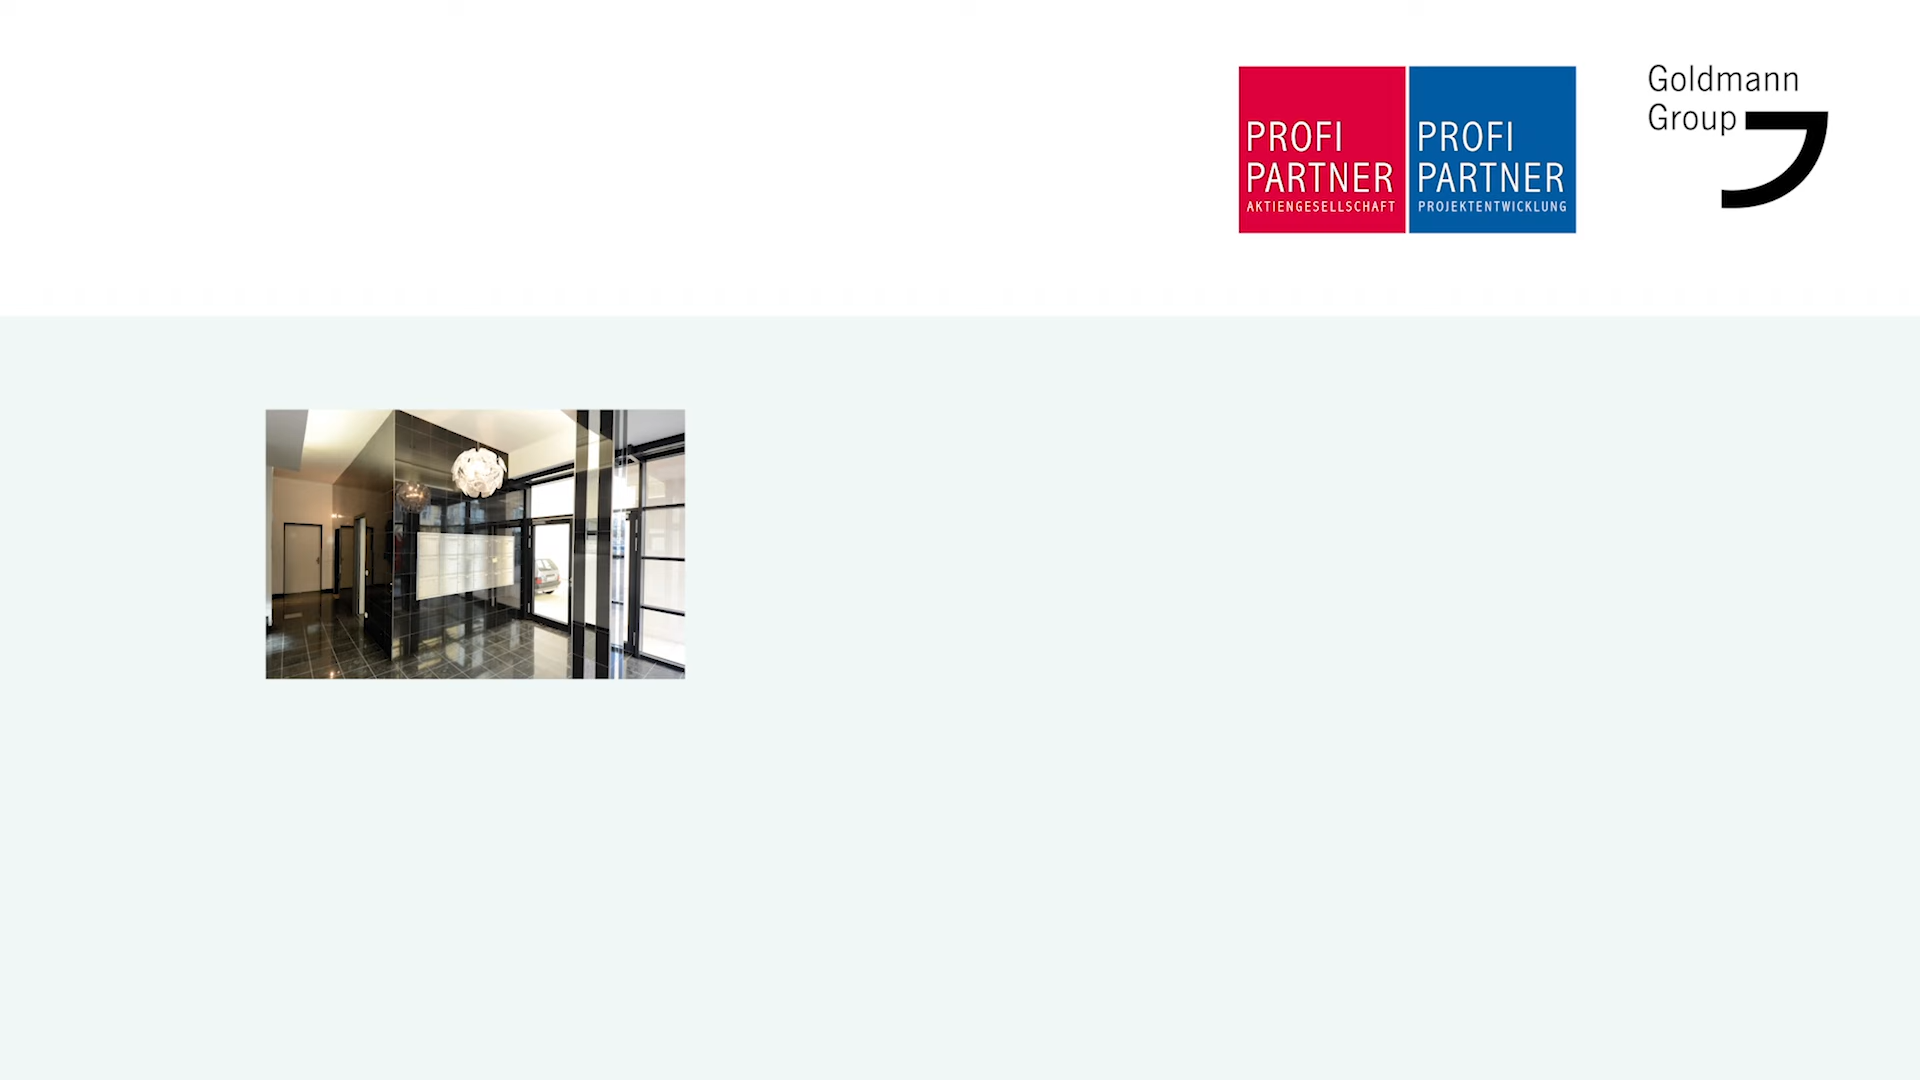 PROFI
PARTNER
AKTIENGESELLSCHAFT
PROFI
PARTNER
PROJEKTENTWICKLUNG
Goldmann
Group